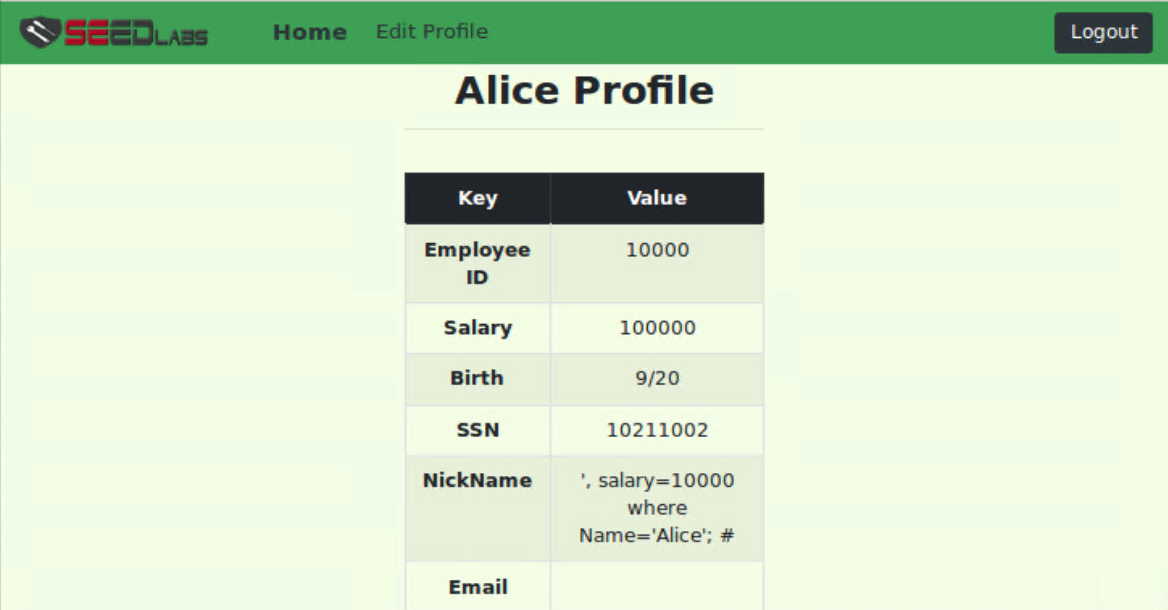 SEEDLABS Home Edit Profile Logout
Alice Profile
Key Value
Employee 10000
ID
Salary 100000
Birth 9/20
SSN 10211002
NickName ', salary=10000
where
Name='Alice'; #
Email